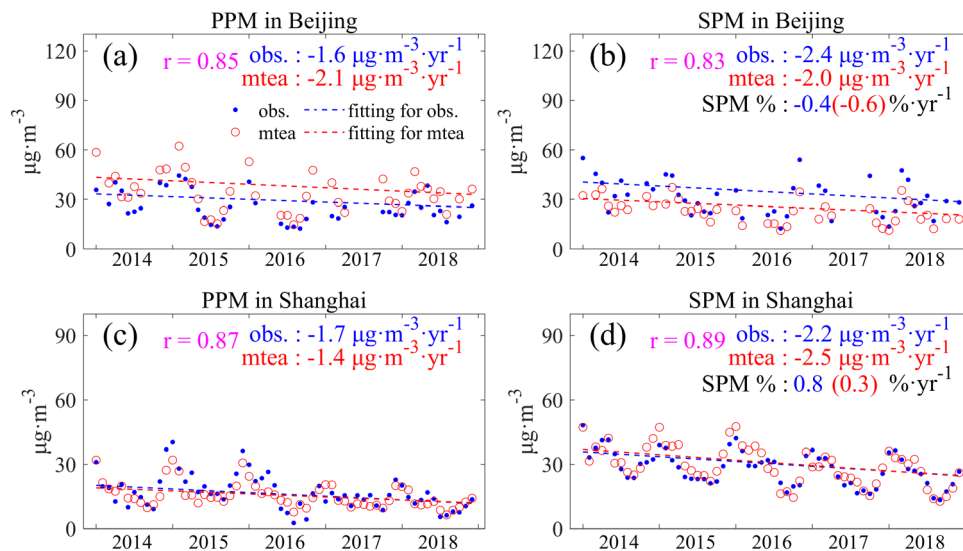 PPM in Beijing
(a)
r = 0.85
obs. : -1.6 μg·m⁻³·yr⁻¹
mtea : -2.1 μg·m⁻³·yr⁻¹
obs.
fitting for obs.
mtea
fitting for mtea
μg·m⁻³
120
90
60
30
0
2014 2015 2016 2017 2018
SPM in Beijing
(b)
r = 0.83
obs. : -2.4 μg·m⁻³·yr⁻¹
mtea : -2.0 μg·m⁻³·yr⁻¹
SPM % : -0.4(-0.6) %·yr⁻¹
μg·m⁻³
120
90
60
30
0
2014 2015 2016 2017 2018
PPM in Shanghai
(c)
r = 0.87
obs. : -1.7 μg·m⁻³·yr⁻¹
mtea : -1.4 μg·m⁻³·yr⁻¹
μg·m⁻³
90
60
30
0
2014 2015 2016 2017 2018
SPM in Shanghai
(d)
r = 0.89
obs. : -2.2 μg·m⁻³·yr⁻¹
mtea : -2.5 μg·m⁻³·yr⁻¹
SPM % : 0.8 (0.3) %·yr⁻¹
μg·m⁻³
90
60
30
0
2014 2015 2016 2017 2018